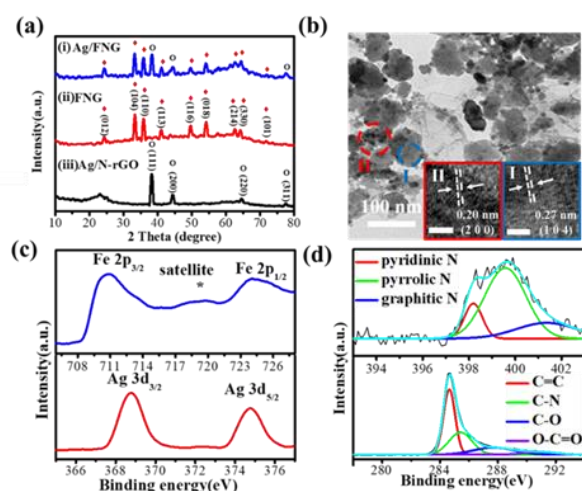 (a)
(i) Ag/FNG
(ii)FNG
(012)
(104)
(110)
(113)
(116)
(018)
(214)
(330)
(101)
(iii)Ag/N-rGO
(111)
(200)
(220)
(311)
Intensity(a.u.)
10 20 30 40 50 60 70 80
2 Theta (degree)
(b)
II
I
100 nm
II
0.20 nm
(2 0 0)
I
0.27 nm
(1 0 4)
(c)
Fe 2p3/2
satellite
*
Fe 2p1/2
708 711 714 717 720 723 726
Ag 3d3/2
Ag 3d5/2
Intensity(a.u.)
366 368 370 372 374 376
Binding energy(eV)
(d)
pyridinic N
pyrrolic N
graphitic N
394 396 398 400 402
C=C
C-N
C-O
O-C=O
Intensity(a.u.)
280 284 288 292
Binding energy(eV)